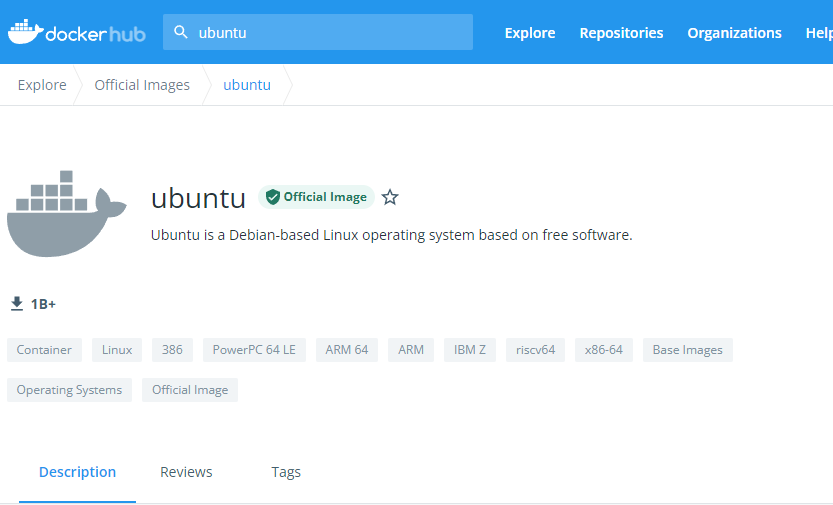 dockerhub ubuntu Explore Repositories Organizations Help
Explore Official Images ubuntu
ubuntu Official Image
Ubuntu is a Debian-based Linux operating system based on free software.
1B+
Container Linux 386 PowerPC 64 LE ARM 64 ARM IBM Z riscv64 x86-64 Base Images
Operating Systems Official Image
Description Reviews Tags